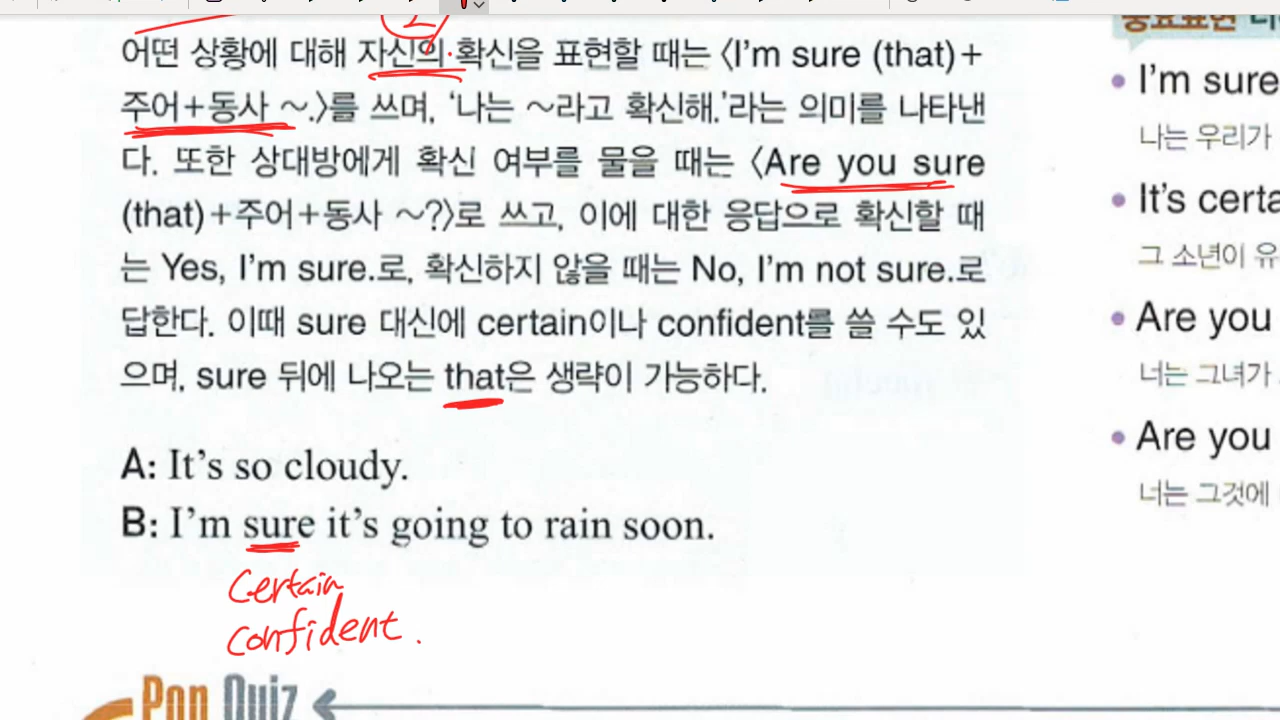 어떤 상황에 대해 자신의 확신을 표현할 때는 〈I'm sure (that)+
주어+동사 ~.〉를 쓰며, '나는 ~라고 확신해.'라는 의미를 나타낸
다. 또한 상대방에게 확신 여부를 물을 때는 〈Are you sure
(that)+주어+동사 ~?〉로 쓰고, 이에 대한 응답으로 확신할 때
는 Yes, I'm sure.로, 확신하지 않을 때는 No, I'm not sure.로
답한다. 이때 sure 대신에 certain이나 confident를 쓸 수도 있
으며, sure 뒤에 나오는 that은 생략이 가능하다.
A: It's so cloudy.
B: I'm sure it's going to rain soon.
Certain
confident.
Pop Quiz
중요표현
I'm sure
나는 우리가
It's certa
그 소년이 유
Are you
너는 그녀가
Are you
너는 그것에